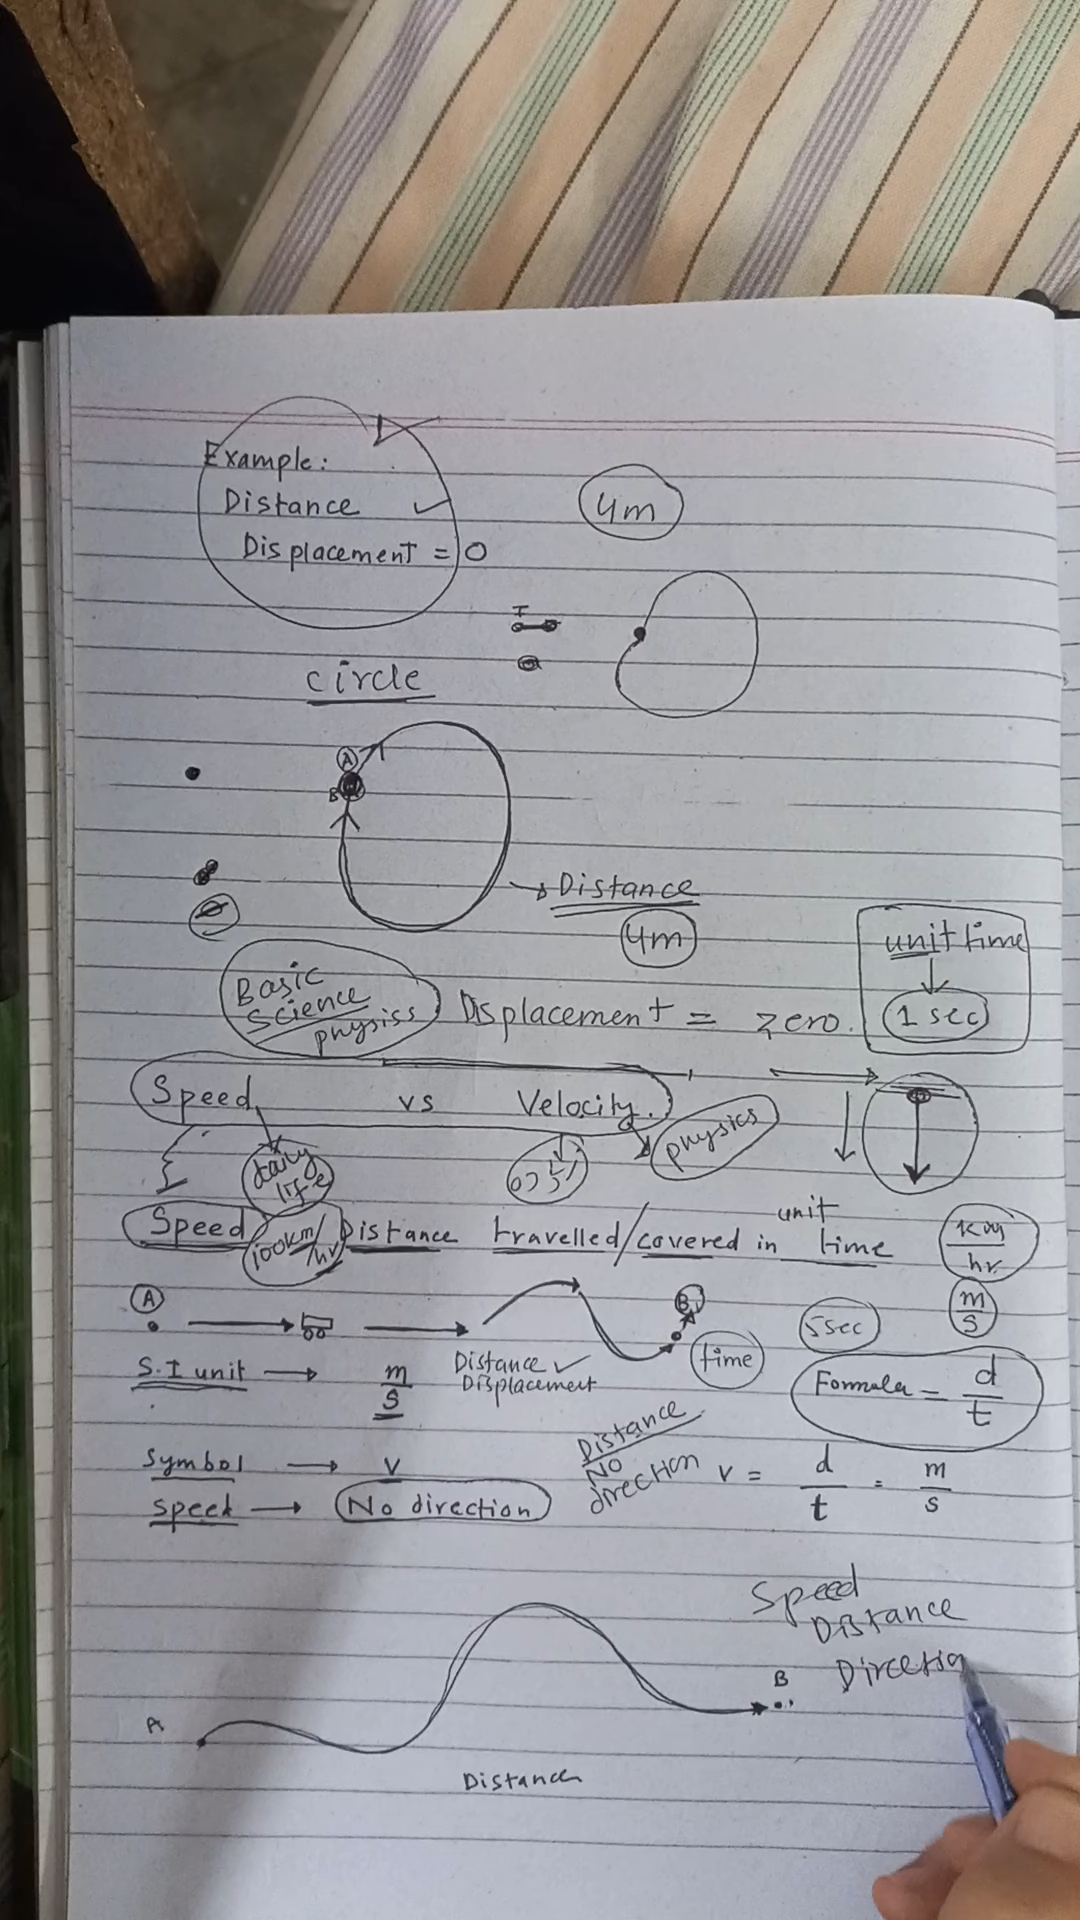 Example:
Distance
Displacement = 0
4m
I
circle
A
B
Distance
4m
unit time
1 sec
Basic
Science
physiss
Displacement = zero.
Speed vs Velocity.
daily
life
physics
Speed
100km/hr
Distance travelled/covered in unit time
km
hr.
m
s
A
B
5sec
time
S.I unit → m
s
Distance ✓
Displacement
Formula = d
t
Distance
No
direction
Symbol → v
v = d = m
t s
speed → No direction
Speed
Distance
Direction
A
B
Distance